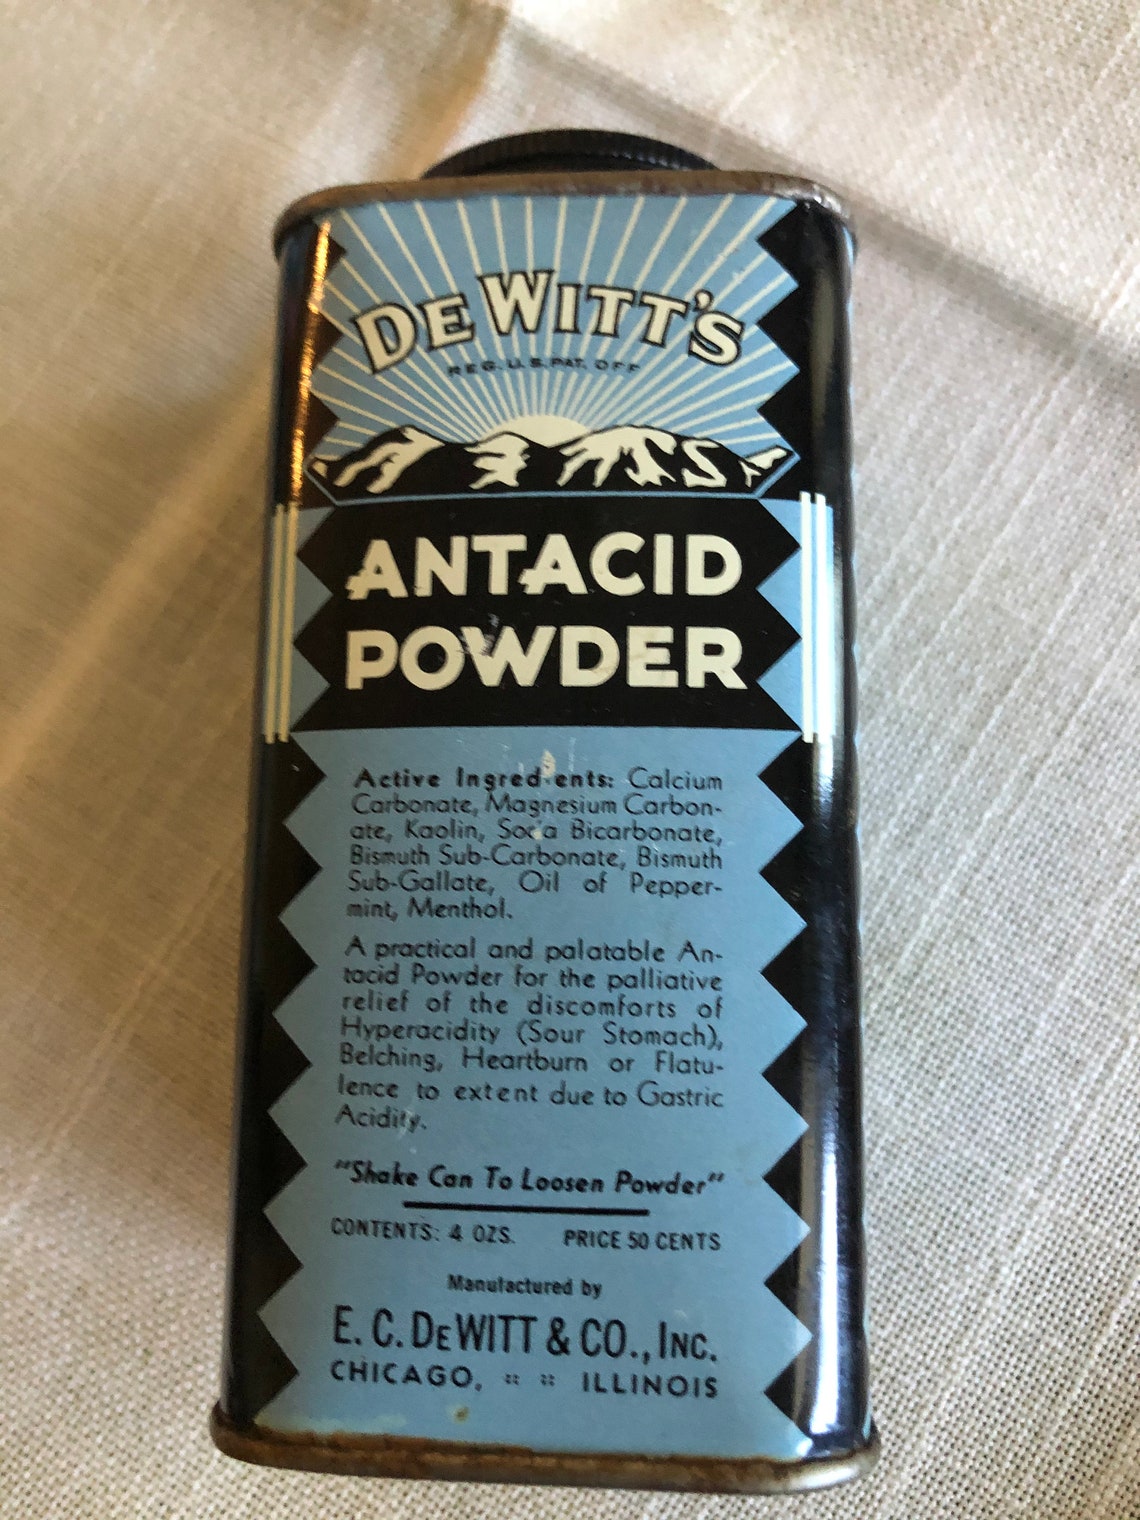 DEWITT'S
REG. U.S. PAT. OFF
ANTACID
POWDER
Active Ingredients: Calcium
Carbonate, Magnesium Carbon-
ate, Kaolin, Soda Bicarbonate,
Bismuth Sub-Carbonate, Bismuth
Sub-Gallate, Oil of Pepper-
mint, Menthol.
A practical and palatable An-
tacid Powder for the palliative
relief of the discomforts of
Hyperacidity (Sour Stomach),
Belching, Heartburn or Flatu-
lence to extent due to Gastric
Acidity.
"Shake Can To Loosen Powder"
CONTENTS: 4 OZS. PRICE 50 CENTS
Manufactured by
E. C. DEWITT & CO., INC.
CHICAGO, :: :: ILLINOIS